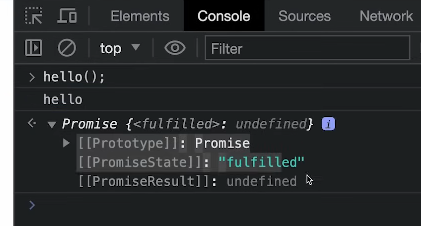 Elements Console Sources Network
top Filter
> hello();
hello
Promise {<fulfilled>: undefined} i
[[Prototype]]: Promise
[[PromiseState]]: "fulfilled"
[[PromiseResult]]: undefined
>